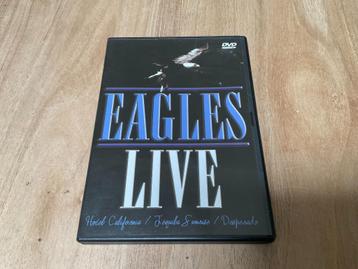 DVD
EAGLES
LIVE
Hotel California / Tequila Sunrise / Desperado